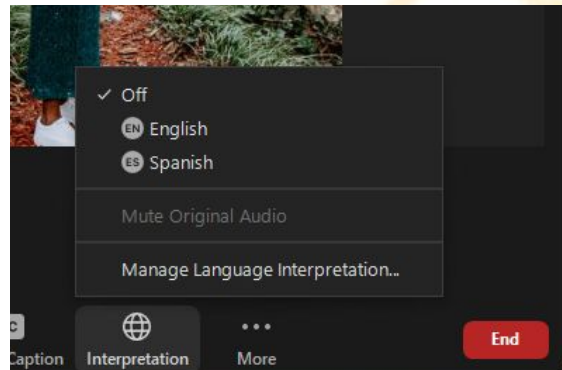 Off
EN English
ES Spanish
Mute Original Audio
Manage Language Interpretation...
Caption Interpretation More End